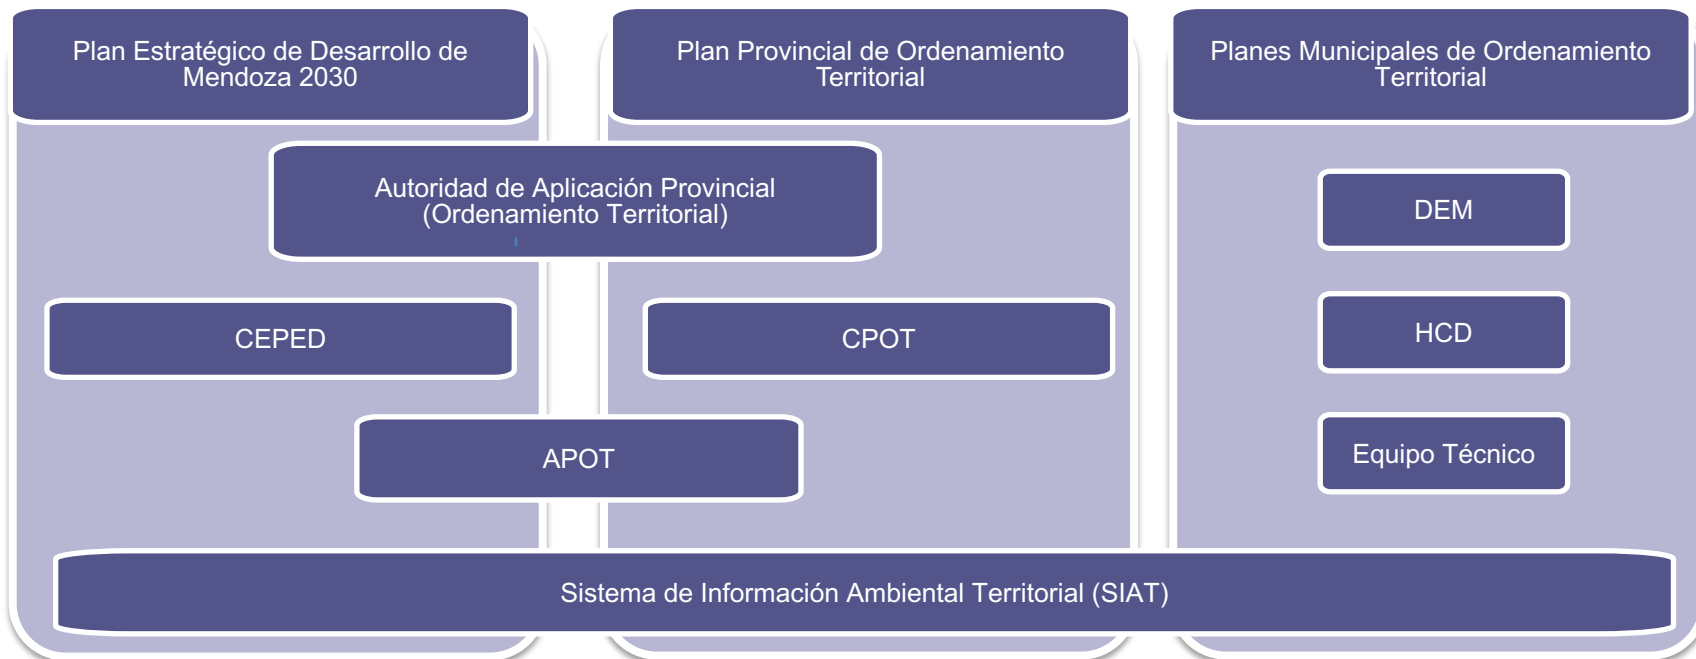 Plan Estratégico de Desarrollo de
Mendoza 2030
Plan Provincial de Ordenamiento
Territorial
Planes Municipales de Ordenamiento
Territorial
Autoridad de Aplicación Provincial
(Ordenamiento Territorial)
DEM
CEPED
CPOT
HCD
APOT
Equipo Técnico
Sistema de Información Ambiental Territorial (SIAT)